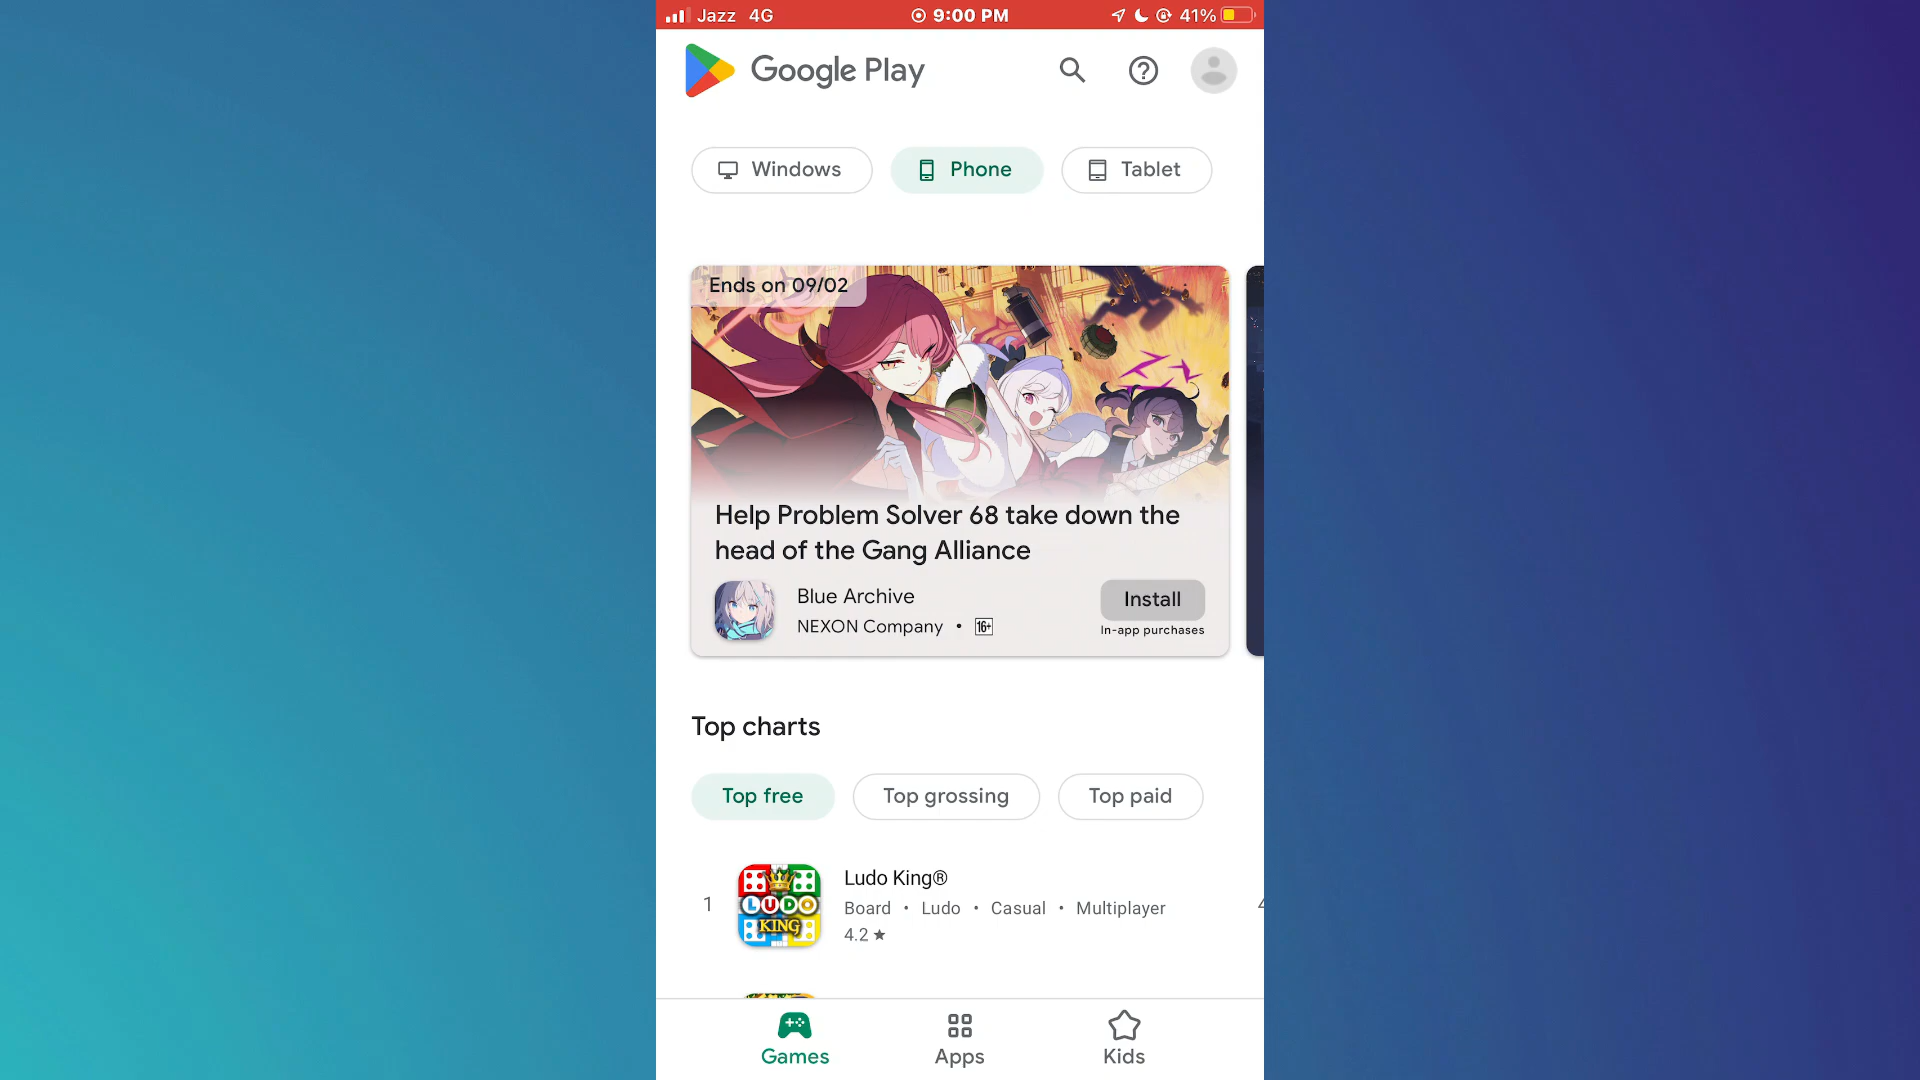 Jazz 4G 9:00 PM 41%
Google Play
Windows Phone Tablet
Ends on 09/02
Help Problem Solver 68 take down the
head of the Gang Alliance
Blue Archive
Install
NEXON Company • 16+
In-app purchases
Top charts
Top free Top grossing Top paid
Ludo King®
1
LUDO
KING
Board • Ludo • Casual • Multiplayer
4.2 ★
Games Apps Kids